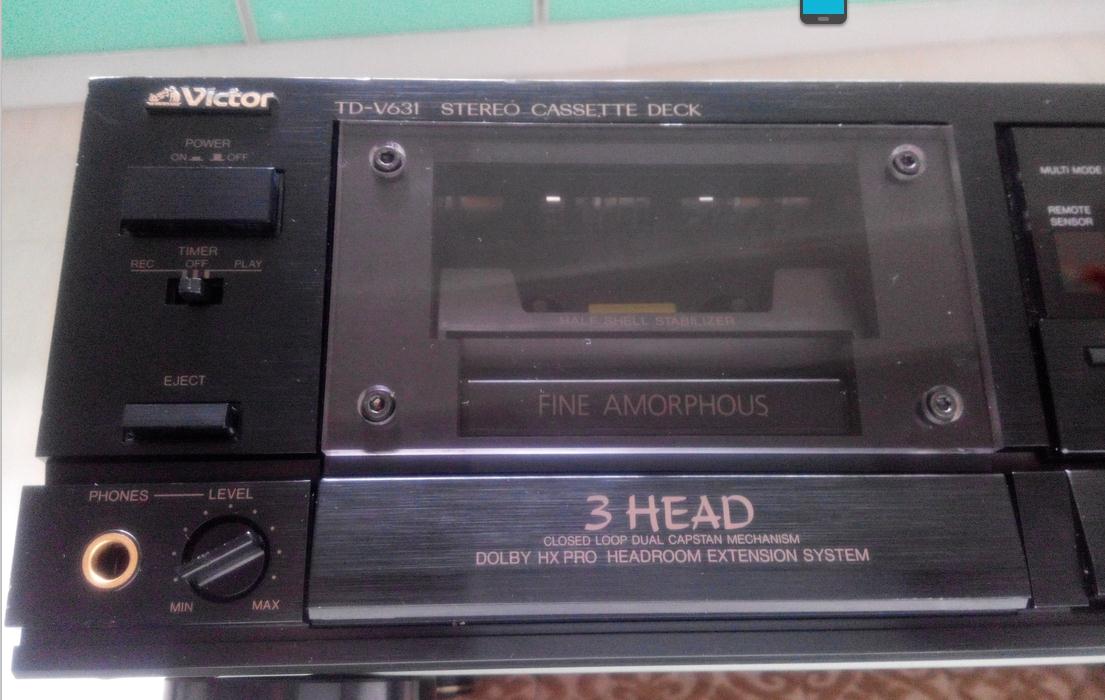 Victor
TD-V631 STEREO CASSETTE DECK
POWER
ON OFF
TIMER
REC OFF PLAY
EJECT
PHONES LEVEL
MIN MAX
HALF SHELL STABILIZER
FINE AMORPHOUS
3 HEAD
CLOSED LOOP DUAL CAPSTAN MECHANISM
DOLBY HX PRO HEADROOM EXTENSION SYSTEM
MULTI MODE
REMOTE
SENSOR